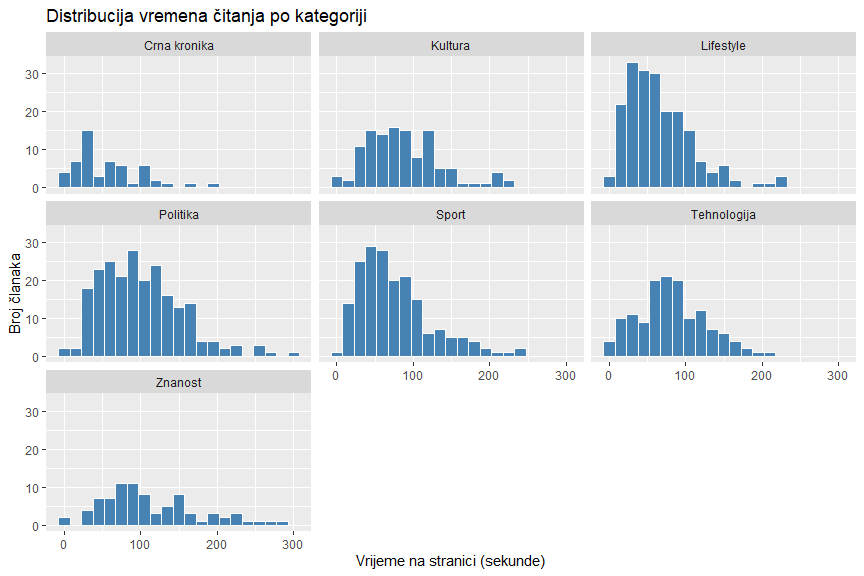 Distribucija vremena čitanja po kategoriji
Crna kronika
Kultura
Lifestyle
30
20
10
0
Politika
Sport
Tehnologija
30
20
10
0
0
100
200
300
0
100
200
300
Znanost
30
20
10
0
0
100
200
300
Broj članaka
Vrijeme na stranici (sekunde)